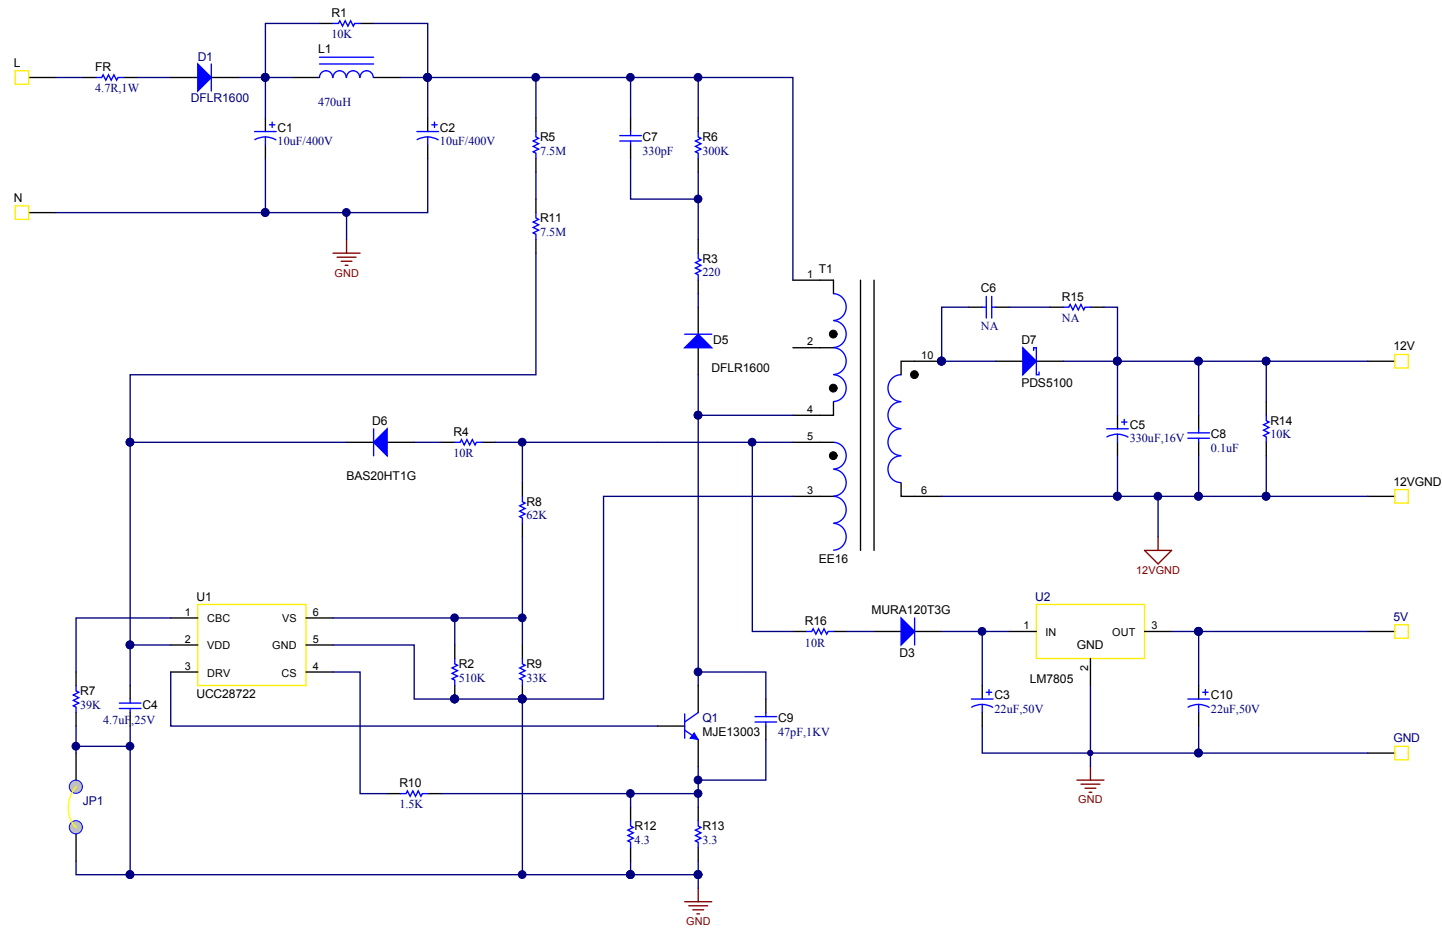 R1
10K
L1
470uH
L
FR
4.7R,1W
D1
DFLR1600
+
C1
10uF/400V
+
C2
10uF/400V
R5
7.5M
C7
330pF
R6
300K
N
R11
7.5M
GND
R3
220
D5
DFLR1600
1
T1
2
4
5
3
EE16
10
6
C6
NA
R15
NA
D7
PDS5100
12V
+
C5
330uF,16V
C8
0.1uF
R14
10K
12VGND
12VGND
D6
BAS20HT1G
R4
10R
R8
62K
U1
1
CBC
VS
6
2
VDD
GND
5
3
DRV
CS
4
UCC28722
R2
510K
R9
33K
R7
39K
C4
4.7uF,25V
JP1
Q1
MJE13003
C9
47pF,1KV
R10
1.5K
R12
4.3
R13
3.3
GND
R16
10R
MURA120T3G
D3
U2
1
IN
OUT
3
GND
2
LM7805
5V
+
C3
22uF,50V
+
C10
22uF,50V
GND
GND